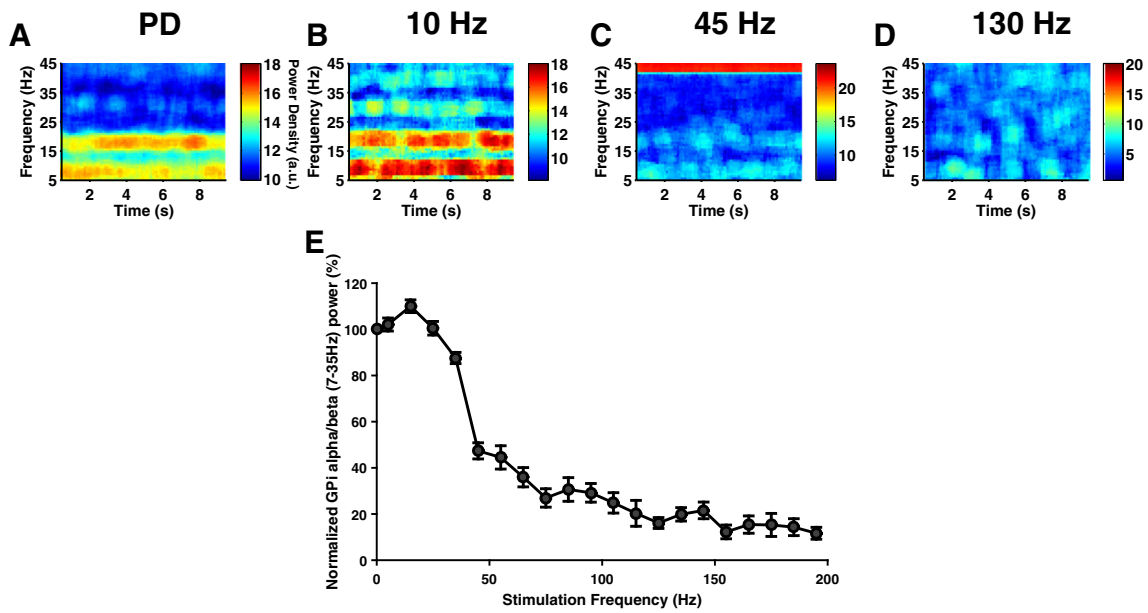 A
PD
B
10 Hz
C
45 Hz
D
130 Hz
Frequency (Hz)
45
35
25
15
5
2 4 6 8
Time (s)
18
16
14
12
10
Power Density (a.u.)
Frequency (Hz)
45
35
25
15
5
2 4 6 8
Time (s)
18
16
14
12
10
Frequency (Hz)
45
35
25
15
5
2 4 6 8
Time (s)
20
15
10
Frequency (Hz)
45
35
25
15
5
2 4 6 8
Time (s)
20
15
10
5
0
E
Normalized GPi alpha/beta (7-35Hz) power (%)
120
100
80
60
40
20
0
0 50 100 150 200
Stimulation Frequency (Hz)